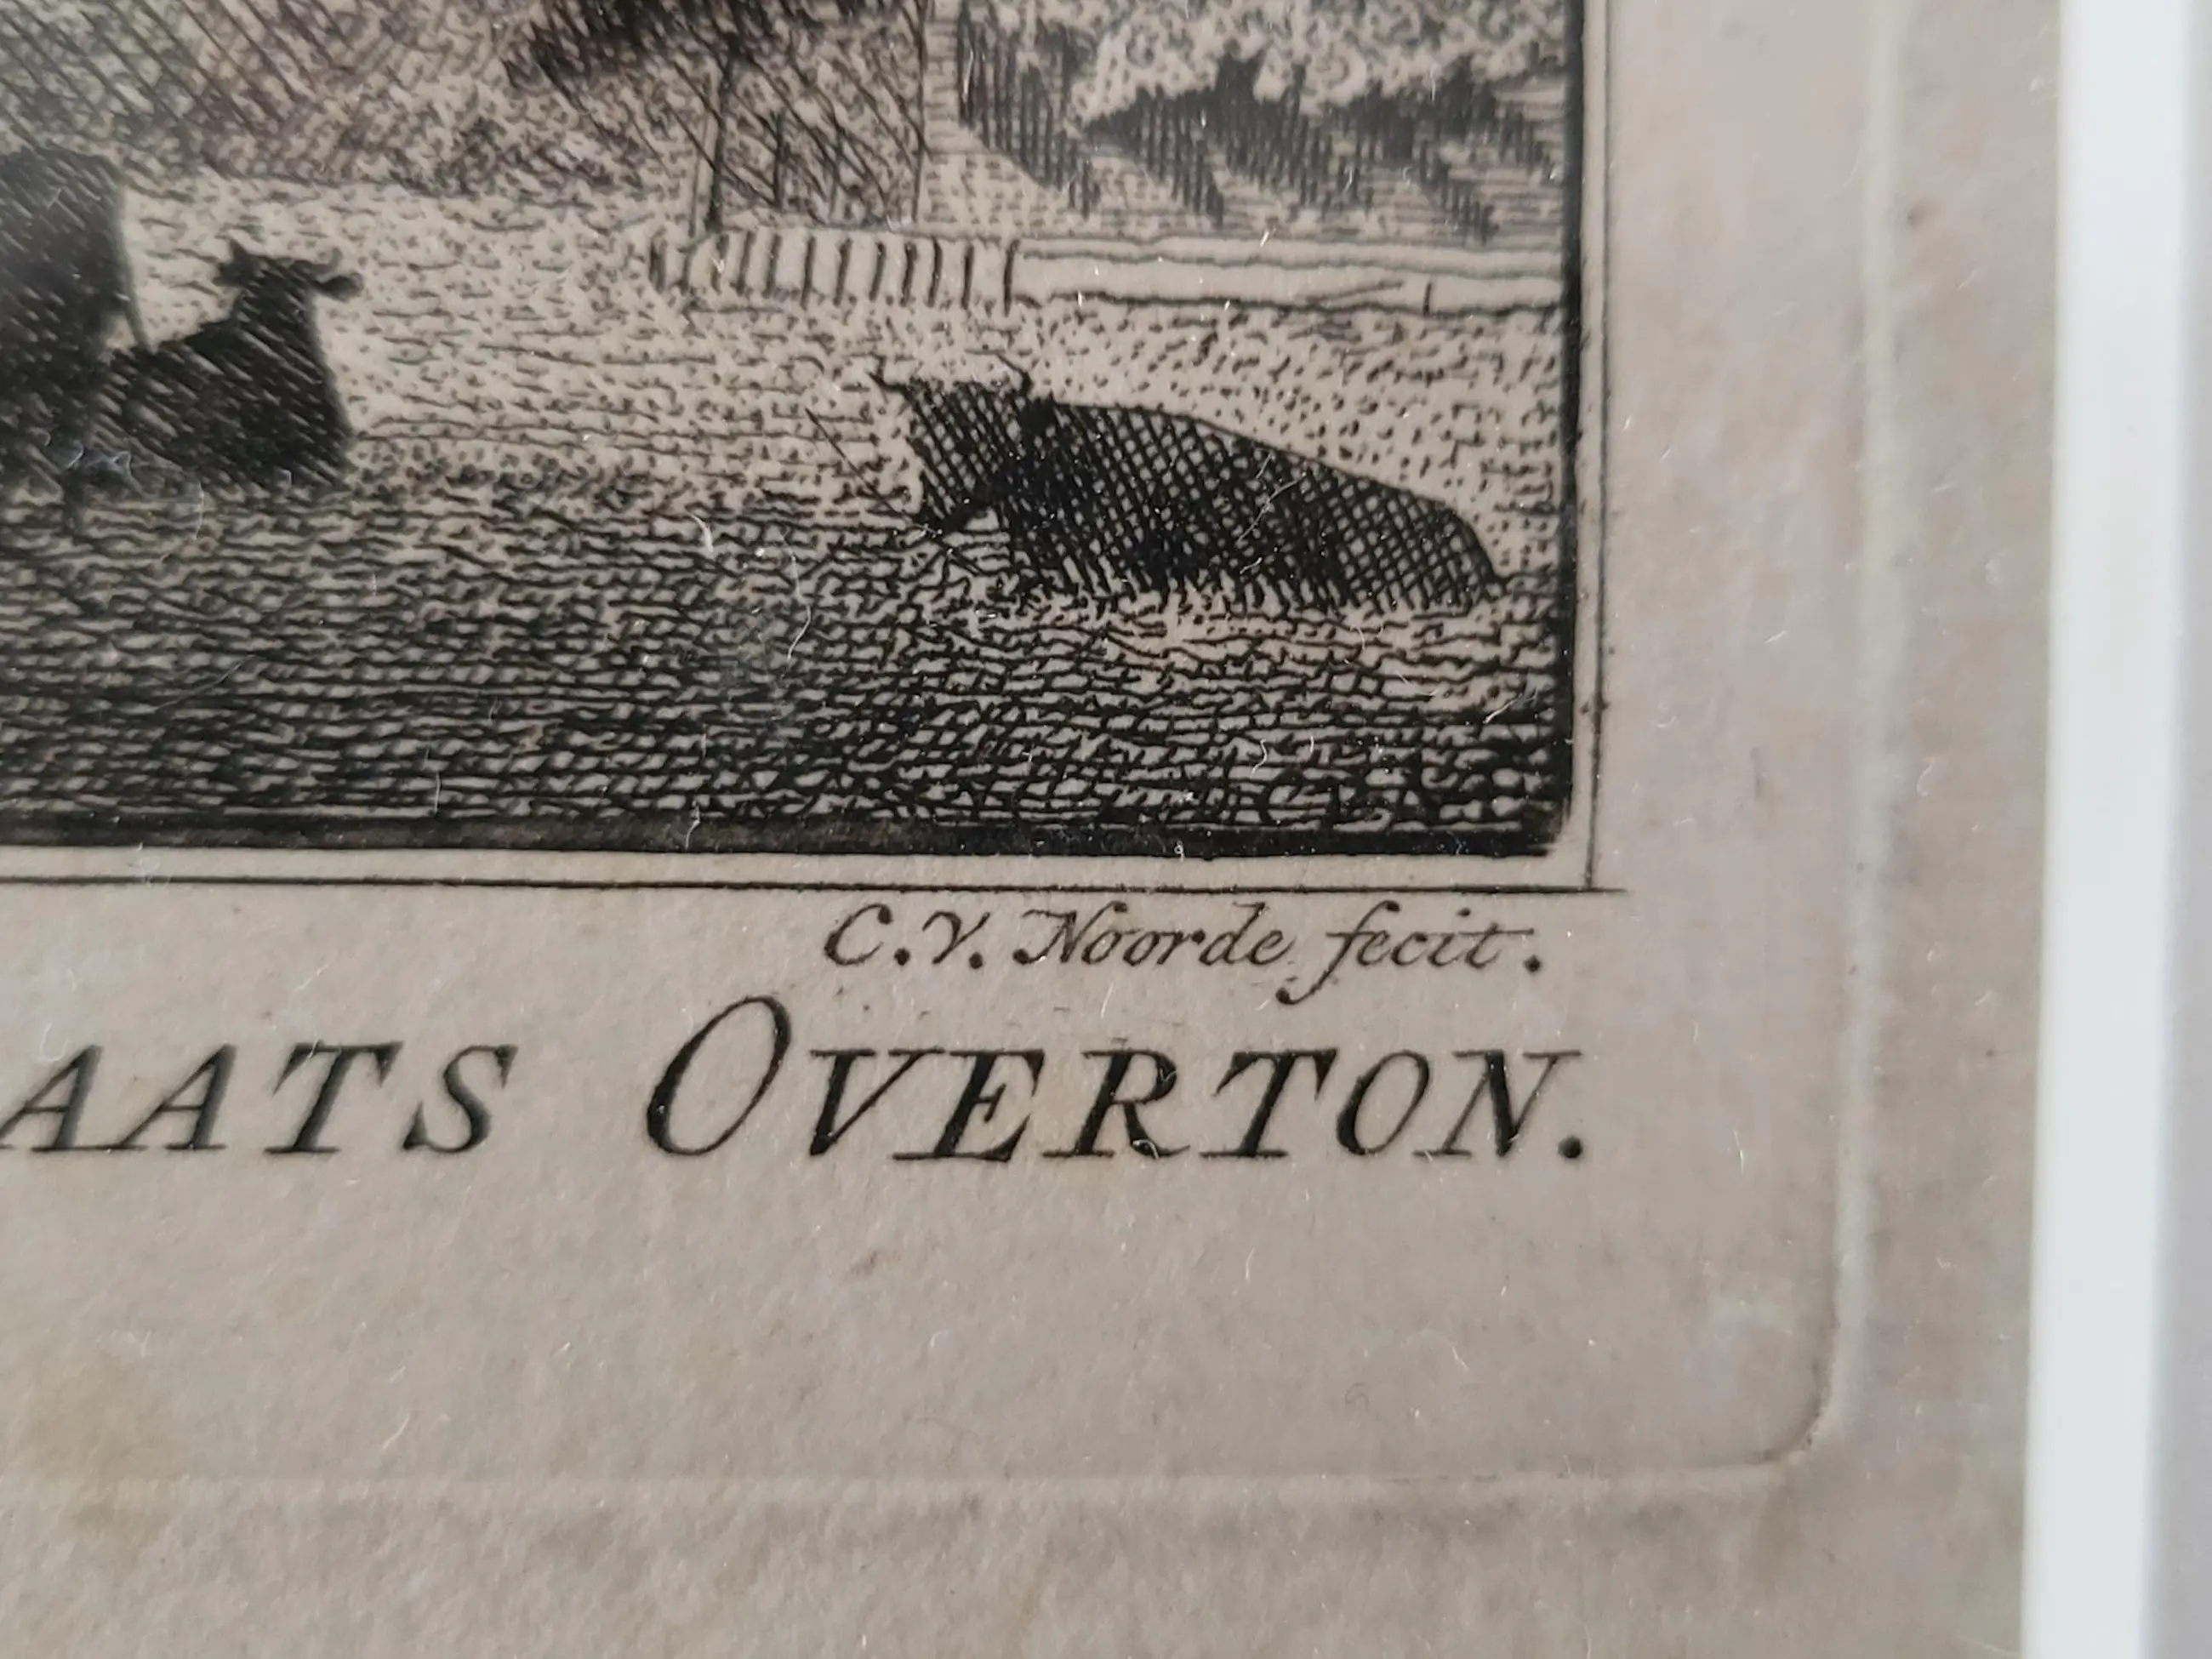 C. V. Noorde fecit.
AATS OVERTON.